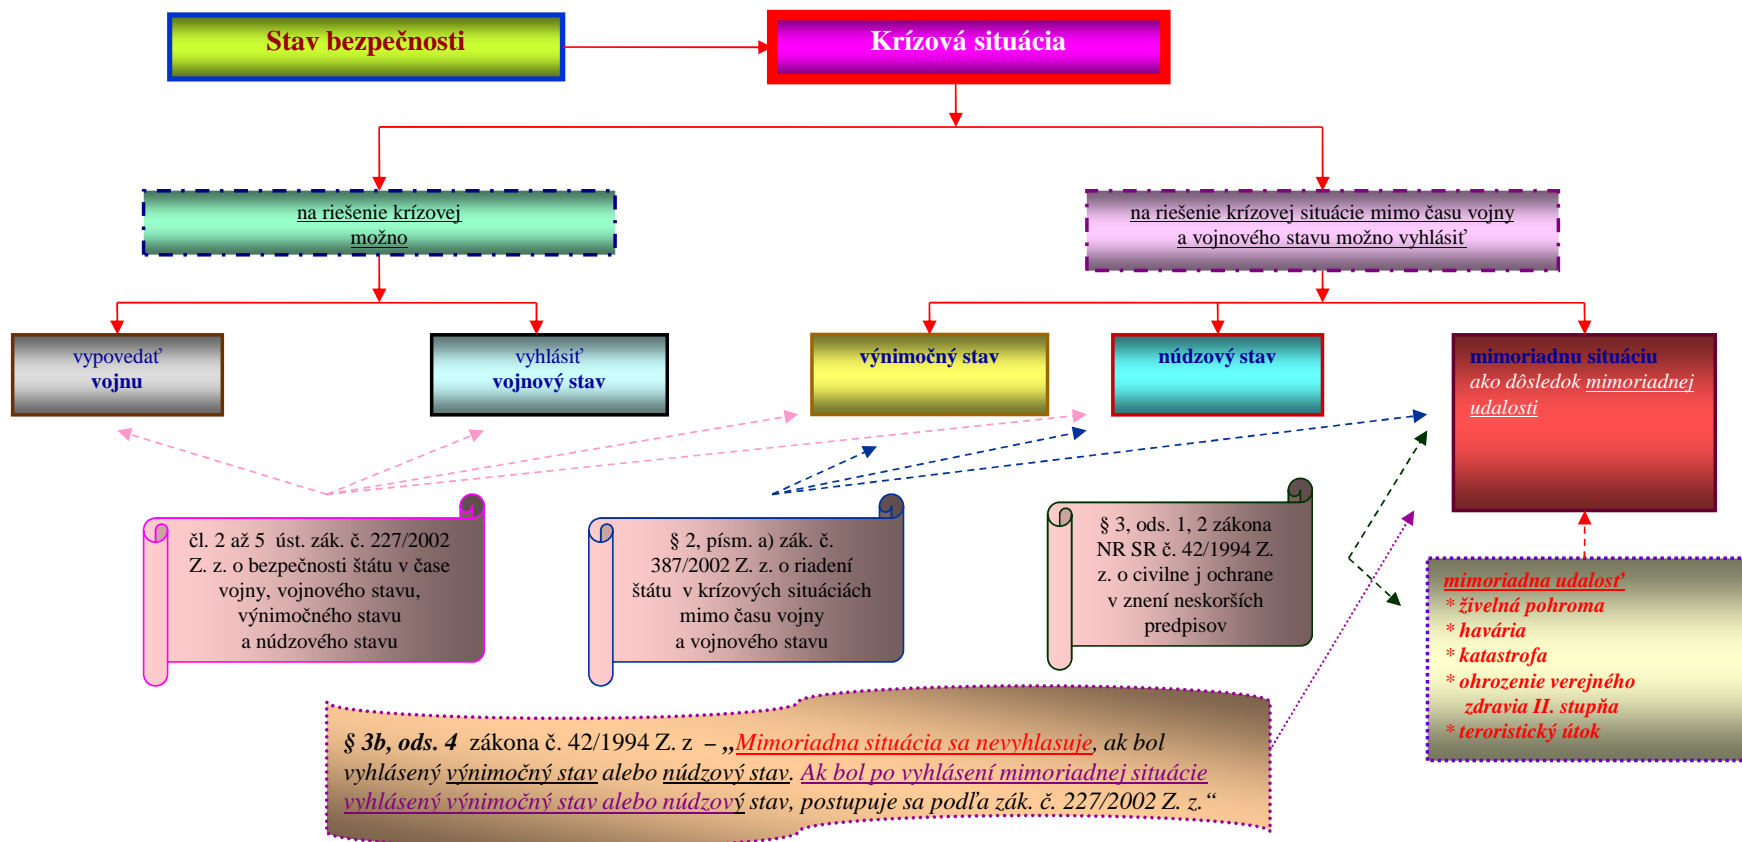 Stav bezpečnosti
Krízová situácia
na riešenie krízovej
možno
na riešenie krízovej situácie mimo času vojny
a vojnového stavu možno vyhlásiť
vypovedať
vojnu
vyhlásiť
vojnový stav
výnimočný stav
núdzový stav
mimoriadnu situáciu
ako dôsledok mimoriadnej
udalosti
čl. 2 až 5 úst. zák. č. 227/2002
Z. z. o bezpečnosti štátu v čase
vojny, vojnového stavu,
výnimočného stavu
a núdzového stavu
§ 2, písm. a) zák. č.
387/2002 Z. z. o riadení
štátu v krízových situáciách
mimo času vojny
a vojnového stavu
§ 3, ods. 1, 2 zákona
NR SR č. 42/1994 Z.
z. o civilne j ochrane
v znení neskorších
predpisov
mimoriadna udalosť
* živelná pohroma
* havária
* katastrofa
* ohrozenie verejného
zdravia II. stupňa
* teroristický útok
§ 3b, ods. 4 zákona č. 42/1994 Z. z – „Mimoriadna situácia sa nevyhlasuje, ak bol
vyhlásený výnimočný stav alebo núdzový stav. Ak bol po vyhlásení mimoriadnej situácie
vyhlásený výnimočný stav alebo núdzový stav, postupuje sa podľa zák. č. 227/2002 Z. z.“